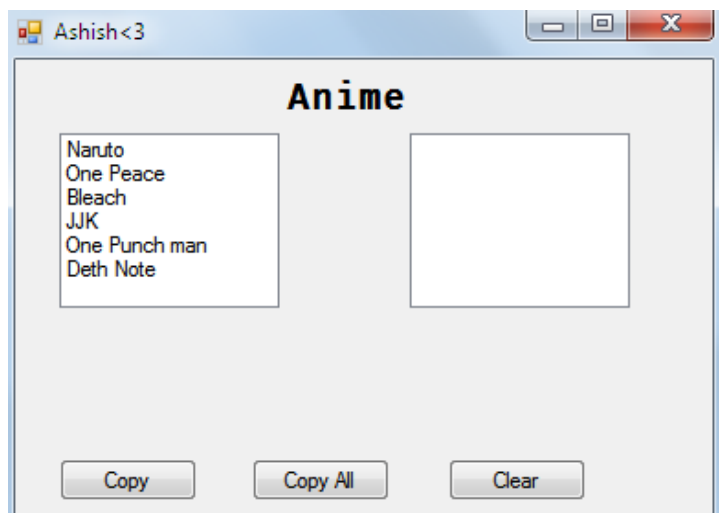 Ashish<3
Anime
Naruto
One Peace
Bleach
JJK
One Punch man
Deth Note
Copy Copy All Clear